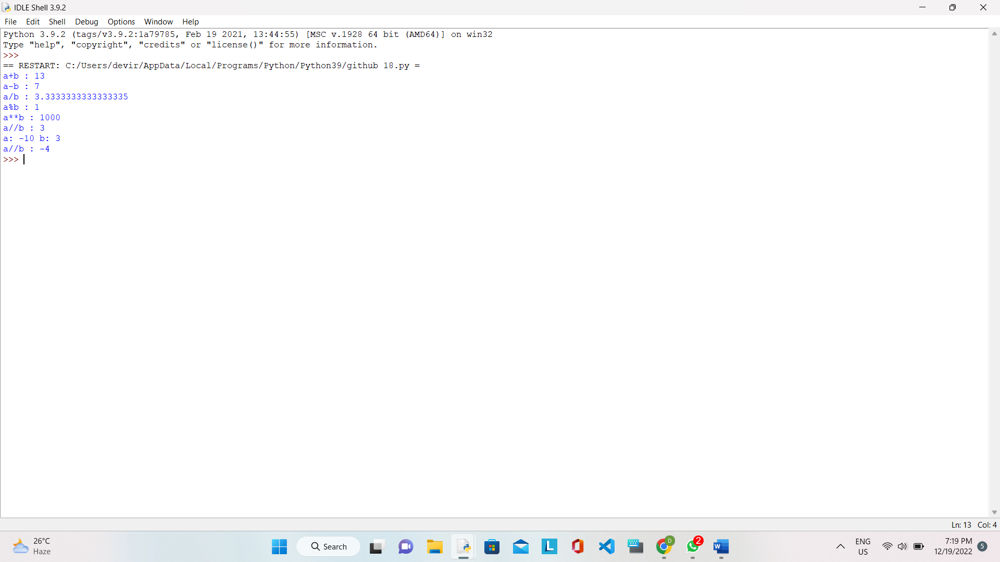 IDLE Shell 3.9.2
File Edit Shell Debug Options Window Help
Python 3.9.2 (tags/v3.9.2:1a79785, Feb 19 2021, 13:44:55) [MSC v.1928 64 bit (AMD64)] on win32
Type "help", "copyright", "credits" or "license()" for more information.
>>>
== RESTART: C:/Users/devir/AppData/Local/Programs/Python/Python39/github 18.py =
a+b : 13
a-b : 7
a/b : 3.3333333333333335
a%b : 1
a**b : 1000
a//b : 3
a: -10 b: 3
a//b : -4
>>>
Ln: 13 Col: 4
26°C
Haze
Search
L
D
2
W
ENG
US
7:19 PM
12/19/2022
5